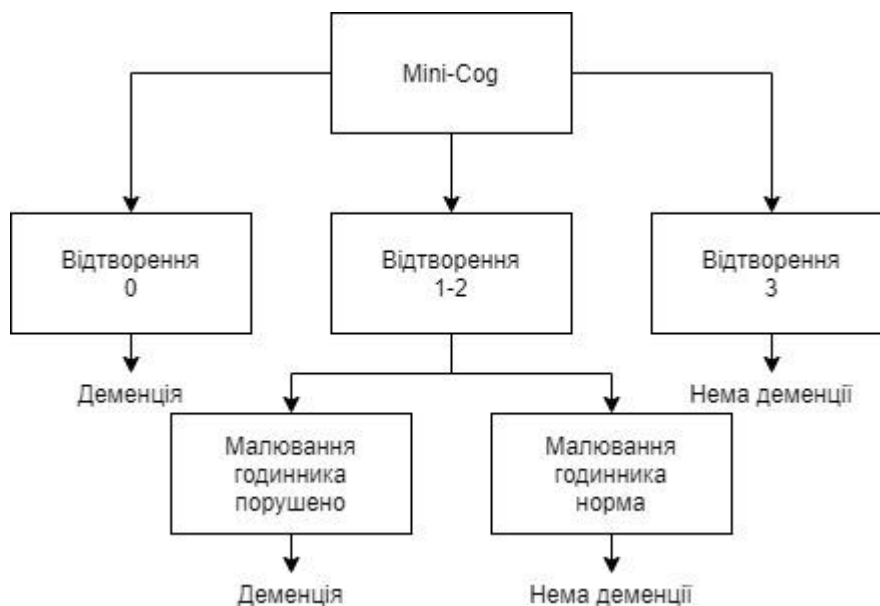 Mini-Cog
Відтворення
0
Відтворення
1-2
Відтворення
3
Деменція
Нема деменції
Малювання
годинника
порушено
Малювання
годинника
норма
Деменція
Нема деменції